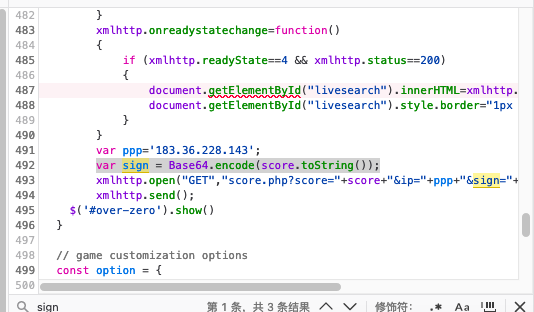 482 }
483 xmlhttp.onreadystatechange=function()
484 {
485 if (xmlhttp.readyState==4 && xmlhttp.status==200)
486 {
487 document.getElementById("livesearch").innerHTML=xmlhttp.
488 document.getElementById("livesearch").style.border="1px
489 }
490 }
491 var ppp='183.36.228.143';
492 var sign = Base64.encode(score.toString());
493 xmlhttp.open("GET","score.php?score="+score+"&ip="+ppp+"&sign="+
494 xmlhttp.send();
495 $('#over-zero').show()
496 }
497
498 // game customization options
499 const option = {
500
sign 第 1 条，共 3 条结果 修饰符： .* Aa